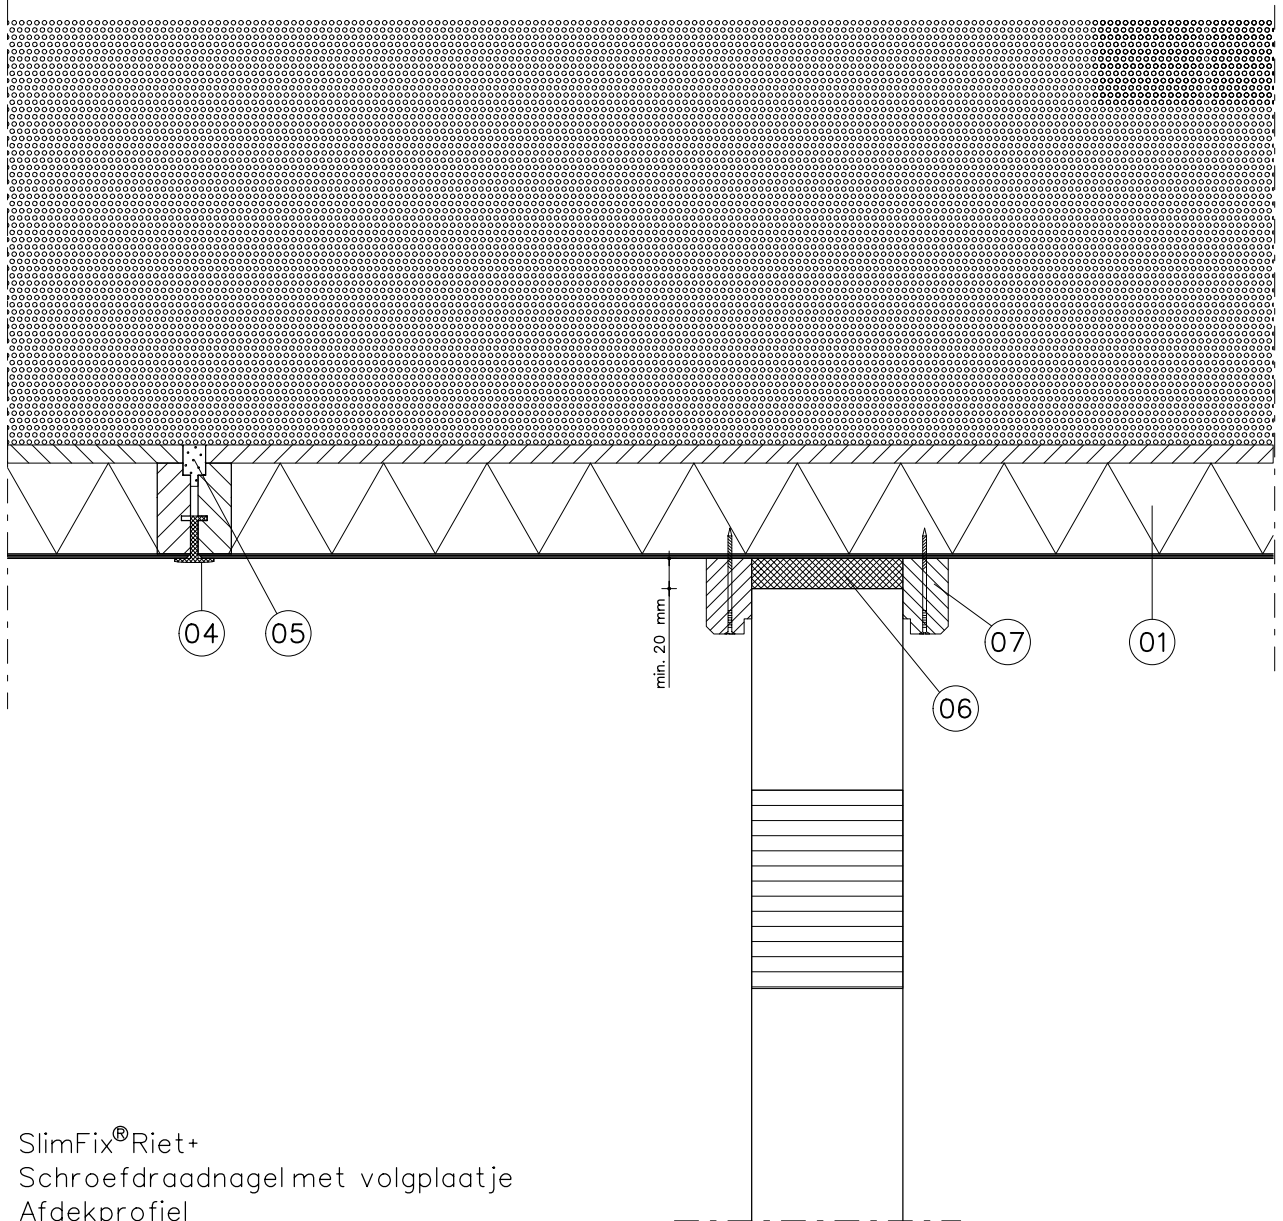 04
05
min. 20 mm
07
01
06
SlimFix® Riet+
Schroefdraadnagel met volgplaatje
Afdekprofiel